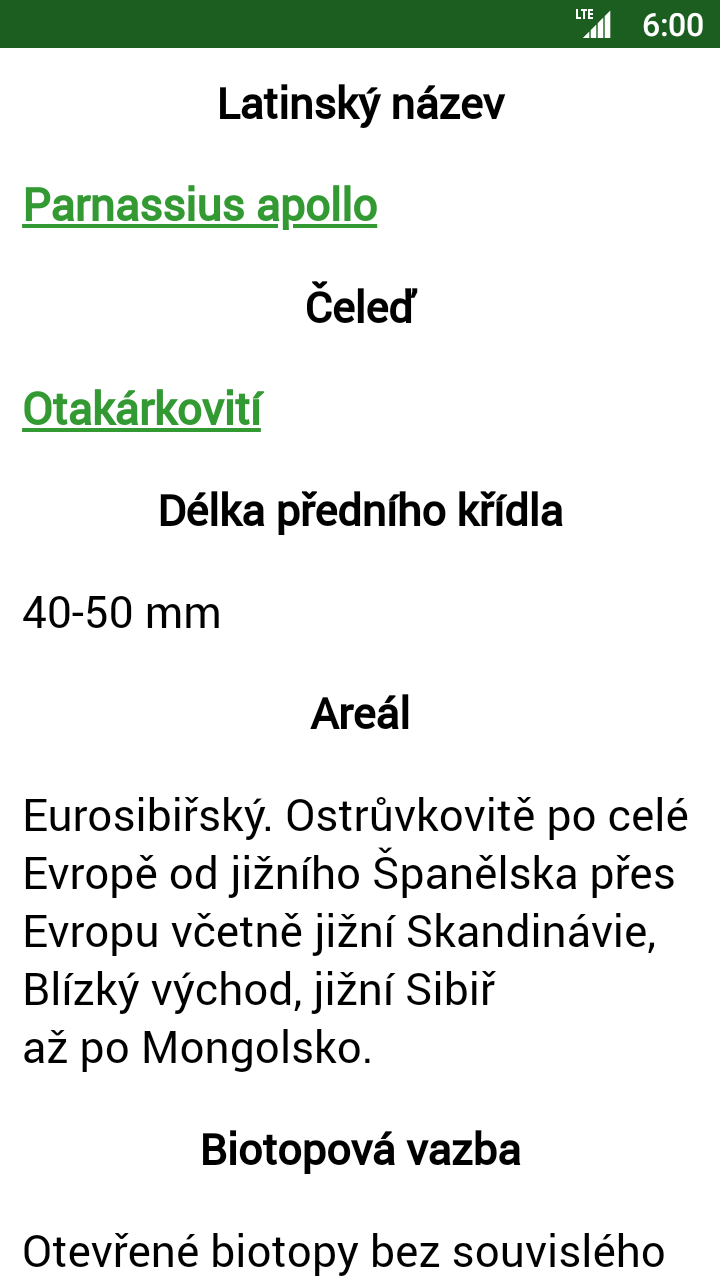 LTE 6:00
Latinský název
Parnassius apollo
Čeleď
Otakárkovití
Délka předního křídla
40-50 mm
Areál
Eurosibiřský. Ostrůvkovitě po celé
Evropě od jižního Španělska přes
Evropu včetně jižní Skandinávie,
Blízký východ, jižní Sibiř
až po Mongolsko.
Biotopová vazba
Otevřené biotopy bez souvislého